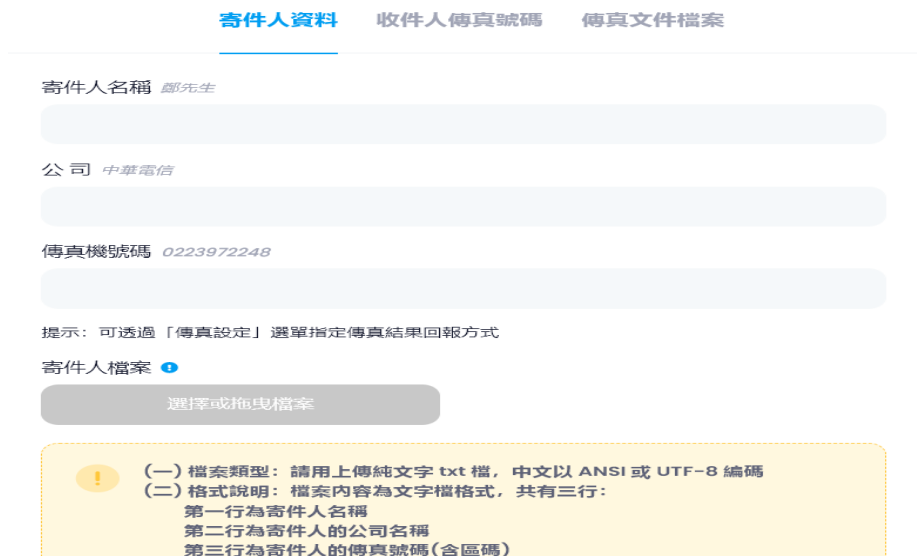 寄件人資料 收件人傳真號碼 傳真文件檔案
寄件人名稱 鄭先生
公 司 中華電信
傳真機號碼 0223972248
提示：可透過「傳真設定」選單指定傳真結果回報方式
寄件人檔案
選擇或拖曳檔案
(一) 檔案類型：請用上傳純文字 txt 檔，中文以 ANSI 或 UTF-8 編碼
(二) 格式說明：檔案內容為文字檔格式，共有三行：
第一行為寄件人名稱
第二行為寄件人的公司名稱
第三行為寄件人的傳真號碼(含區碼)